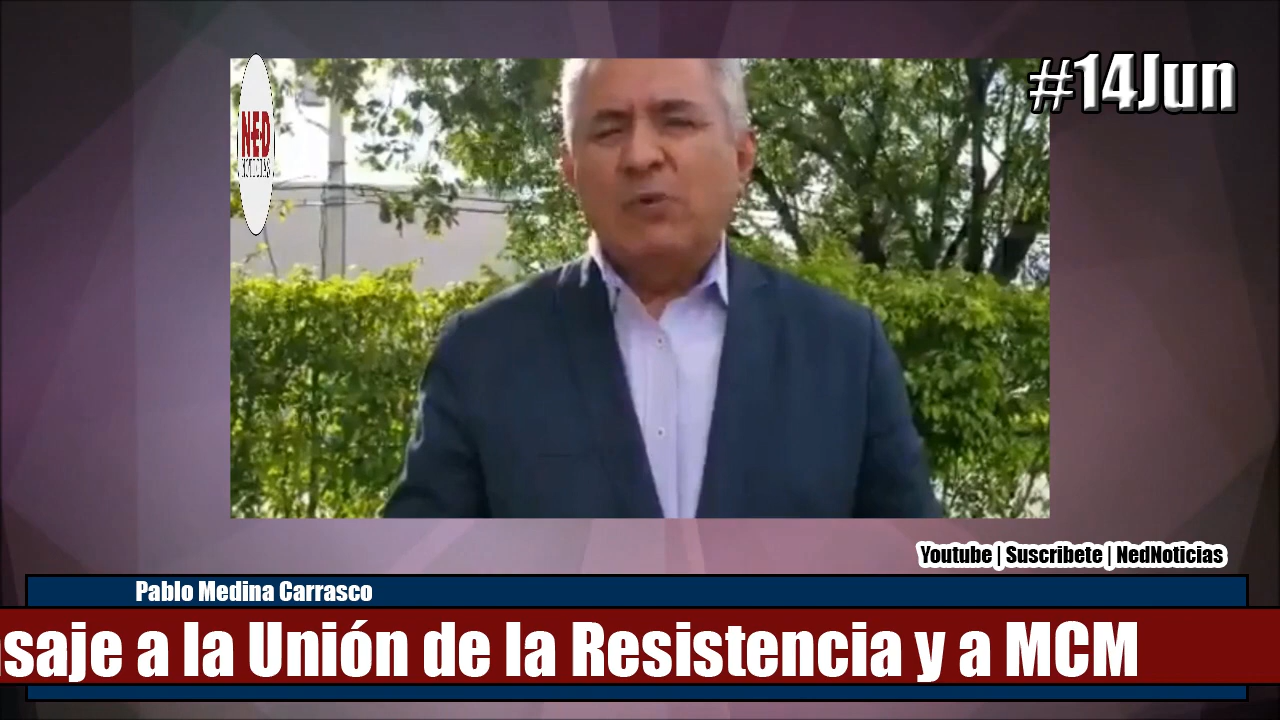 #14Jun
NED
NOTICIAS
Youtube | Suscribete | NedNoticias
Pablo Medina Carrasco
saje a la Unión de la Resistencia y a MCM